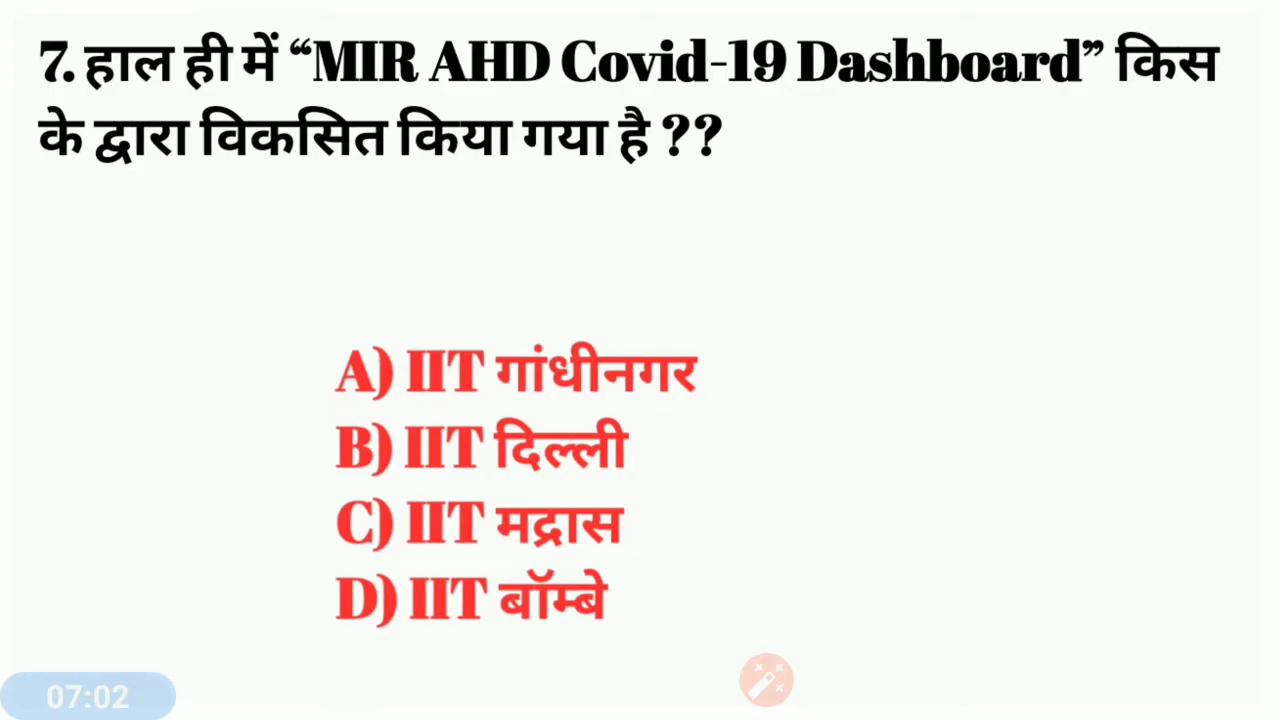 7. हाल ही में “MIR AHD Covid-19 Dashboard” किस
के द्वारा विकसित किया गया है ??
A) IIT गांधीनगर
B) IIT दिल्ली
C) IIT मद्रास
D) IIT बॉम्बे
07:02